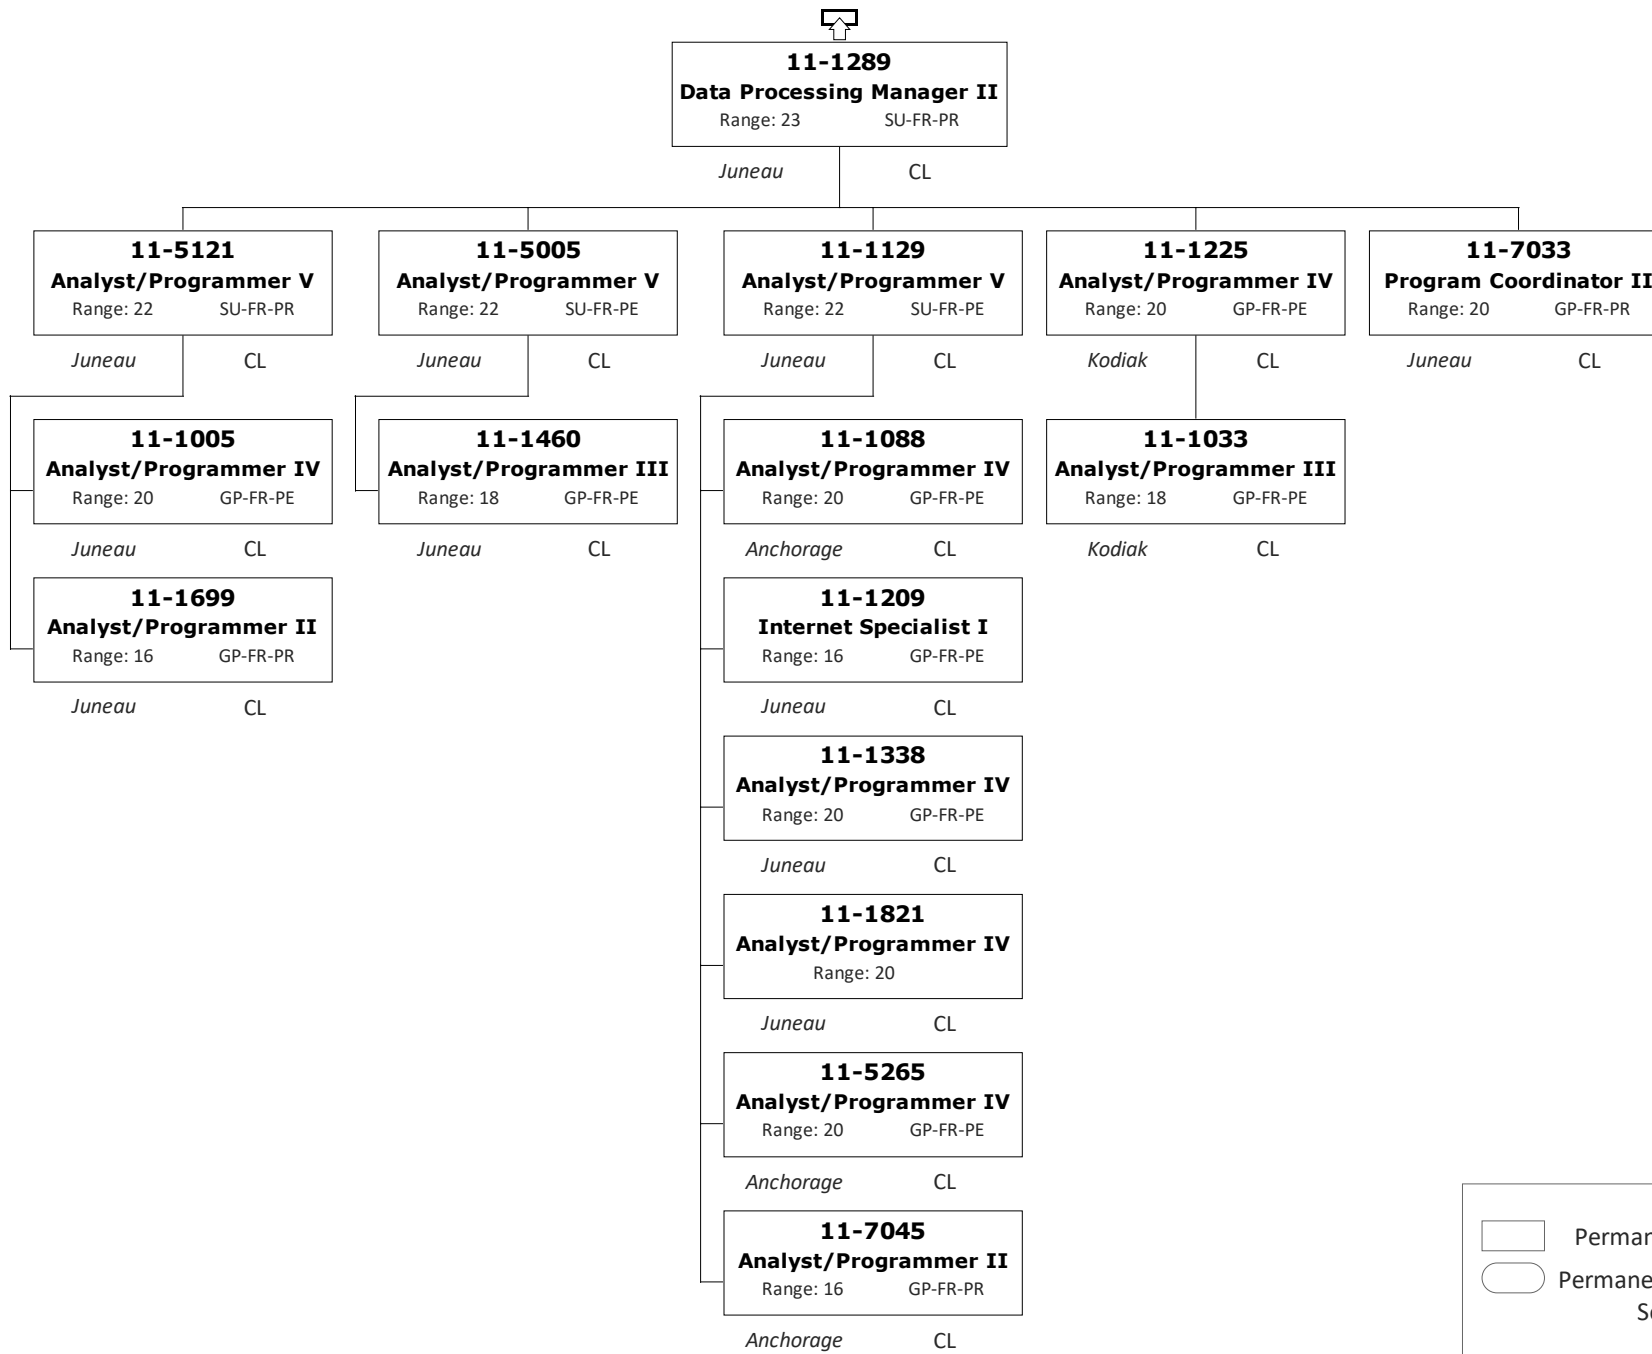 11-1289
Data Processing Manager II
Range: 23 SU-FR-PR
Juneau CL
11-5121
Analyst/Programmer V
Range: 22 SU-FR-PR
Juneau CL
11-5005
Analyst/Programmer V
Range: 22 SU-FR-PE
Juneau CL
11-1129
Analyst/Programmer V
Range: 22 SU-FR-PE
Juneau CL
11-1225
Analyst/Programmer IV
Range: 20 GP-FR-PE
Kodiak CL
11-7033
Program Coordinator II
Range: 20 GP-FR-PR
Juneau CL
11-1005
Analyst/Programmer IV
Range: 20 GP-FR-PE
Juneau CL
11-1460
Analyst/Programmer III
Range: 18 GP-FR-PE
Juneau CL
11-1088
Analyst/Programmer IV
Range: 20 GP-FR-PE
Anchorage CL
11-1033
Analyst/Programmer III
Range: 18 GP-FR-PE
Kodiak CL
11-1699
Analyst/Programmer II
Range: 16 GP-FR-PR
Juneau CL
11-1209
Internet Specialist I
Range: 16 GP-FR-PE
Juneau CL
11-1338
Analyst/Programmer IV
Range: 20 GP-FR-PE
Juneau CL
11-1821
Analyst/Programmer IV
Range: 20
Juneau CL
11-5265
Analyst/Programmer IV
Range: 20 GP-FR-PE
Anchorage CL
11-7045
Analyst/Programmer II
Range: 16 GP-FR-PR
Anchorage CL